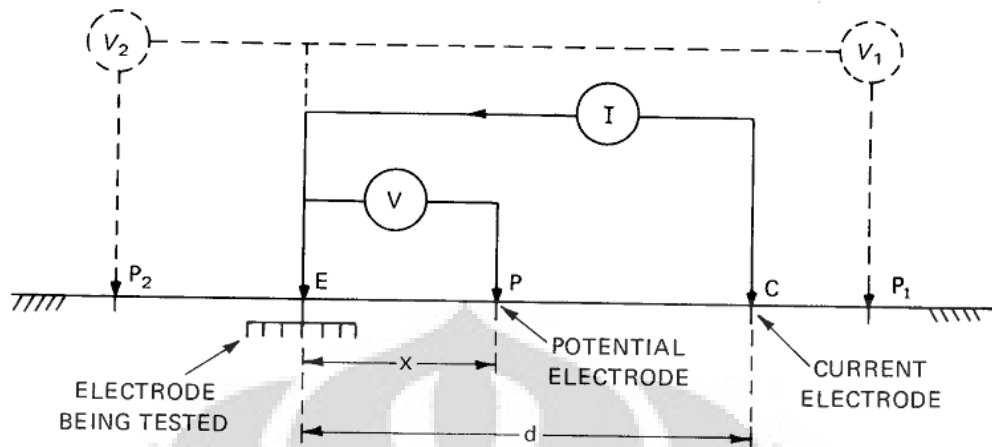 V2
V1
I
V
P2
E
P
C
P1
X
POTENTIAL
ELECTRODE
CURRENT
ELECTRODE
ELECTRODE
BEING TESTED
d